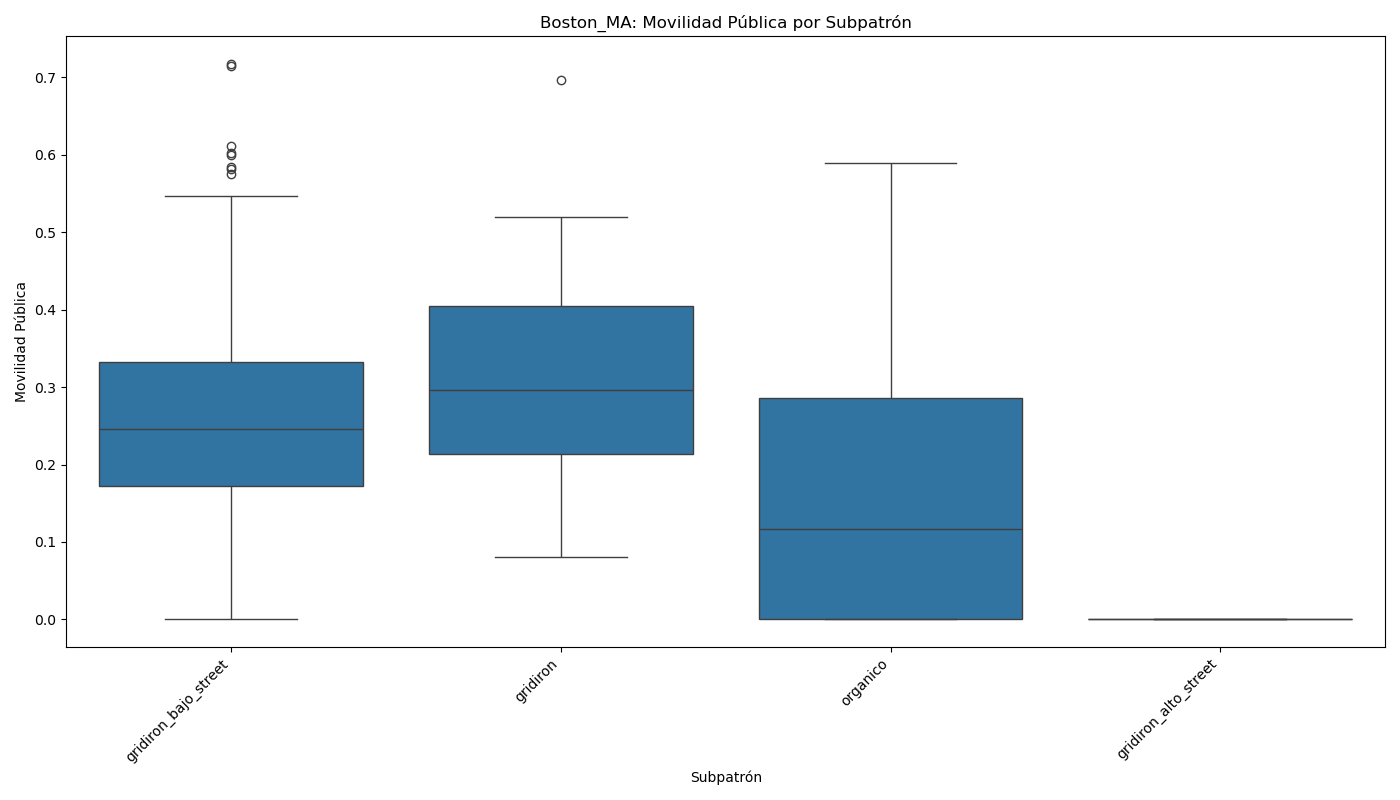 Boston_MA: Movilidad Pública por Subpatrón
Movilidad Pública
0.7
0.6
0.5
0.4
0.3
0.2
0.1
0.0
gridiron_bajo_street
gridiron
organico
gridiron_alto_street
Subpatrón